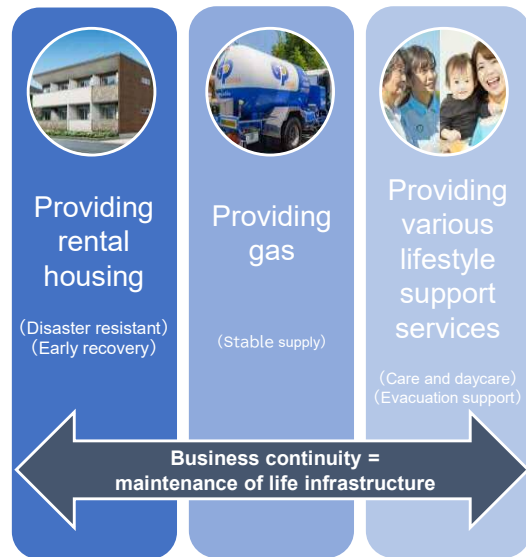 Providing
rental
housing
（Disaster resistant）
（Early recovery）
Providing
gas
（Stable supply）
Providing
various
lifestyle
support
services
（Care and daycare）
（Evacuation support）
Business continuity =
maintenance of life infrastructure